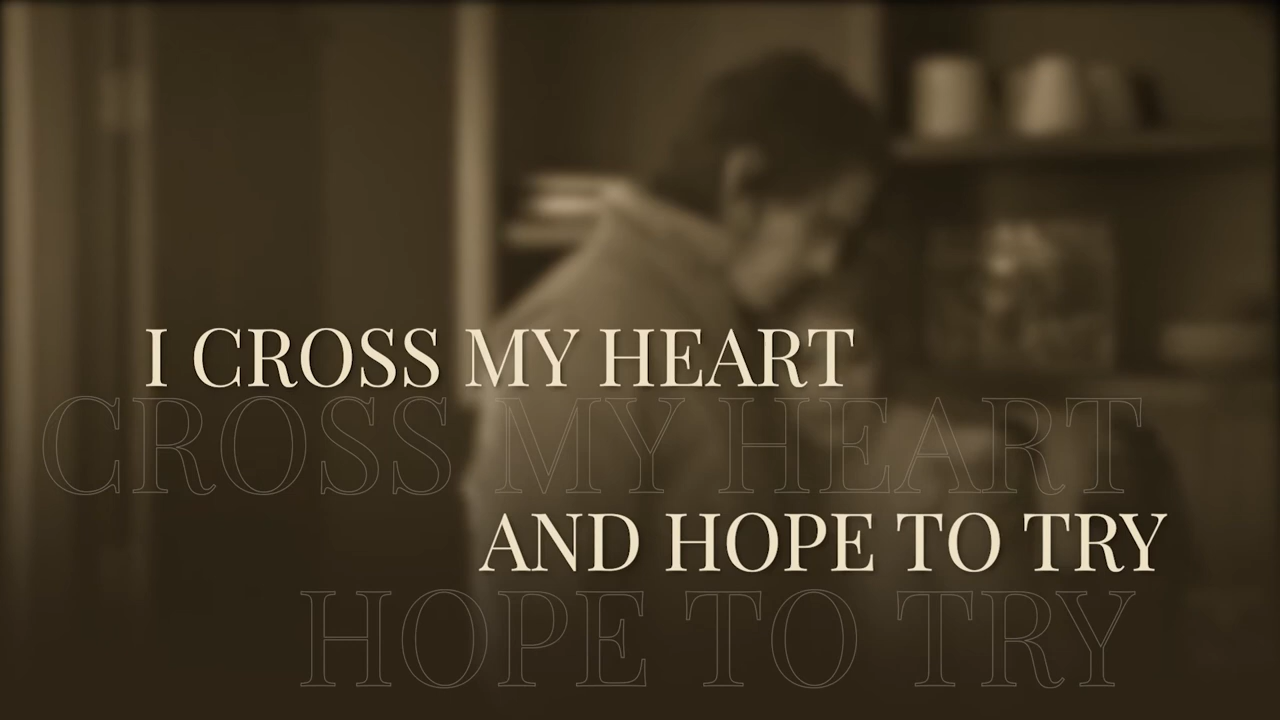 I CROSS MY HEART
CROSS MY HEART
AND HOPE TO TRY
HOPE TO TRY